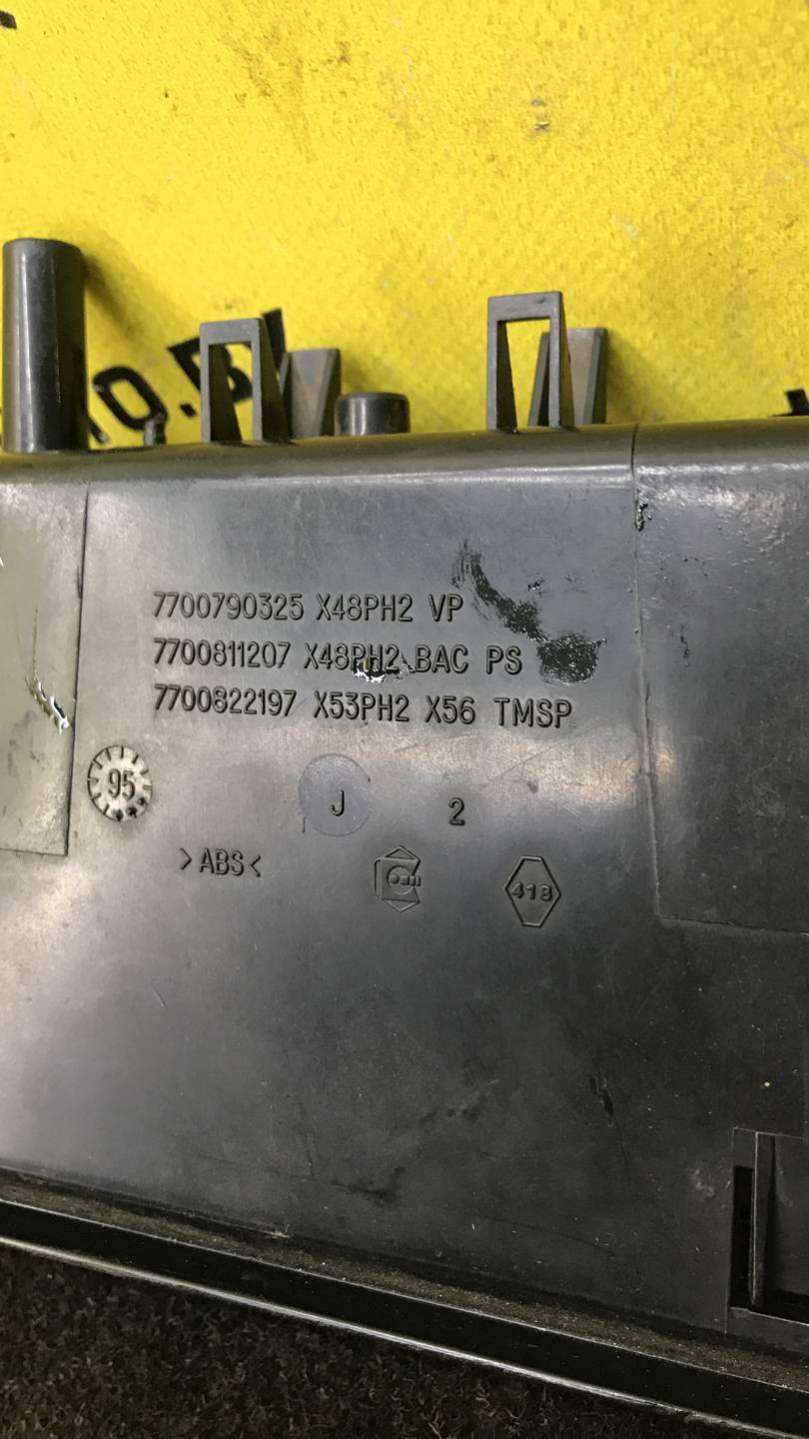 7700790325 X48PH2 VP
7700811207 X48PH2 BAC PS
7700822197 X53PH2 X56 TMSP
95
J 2
>ABS<
418